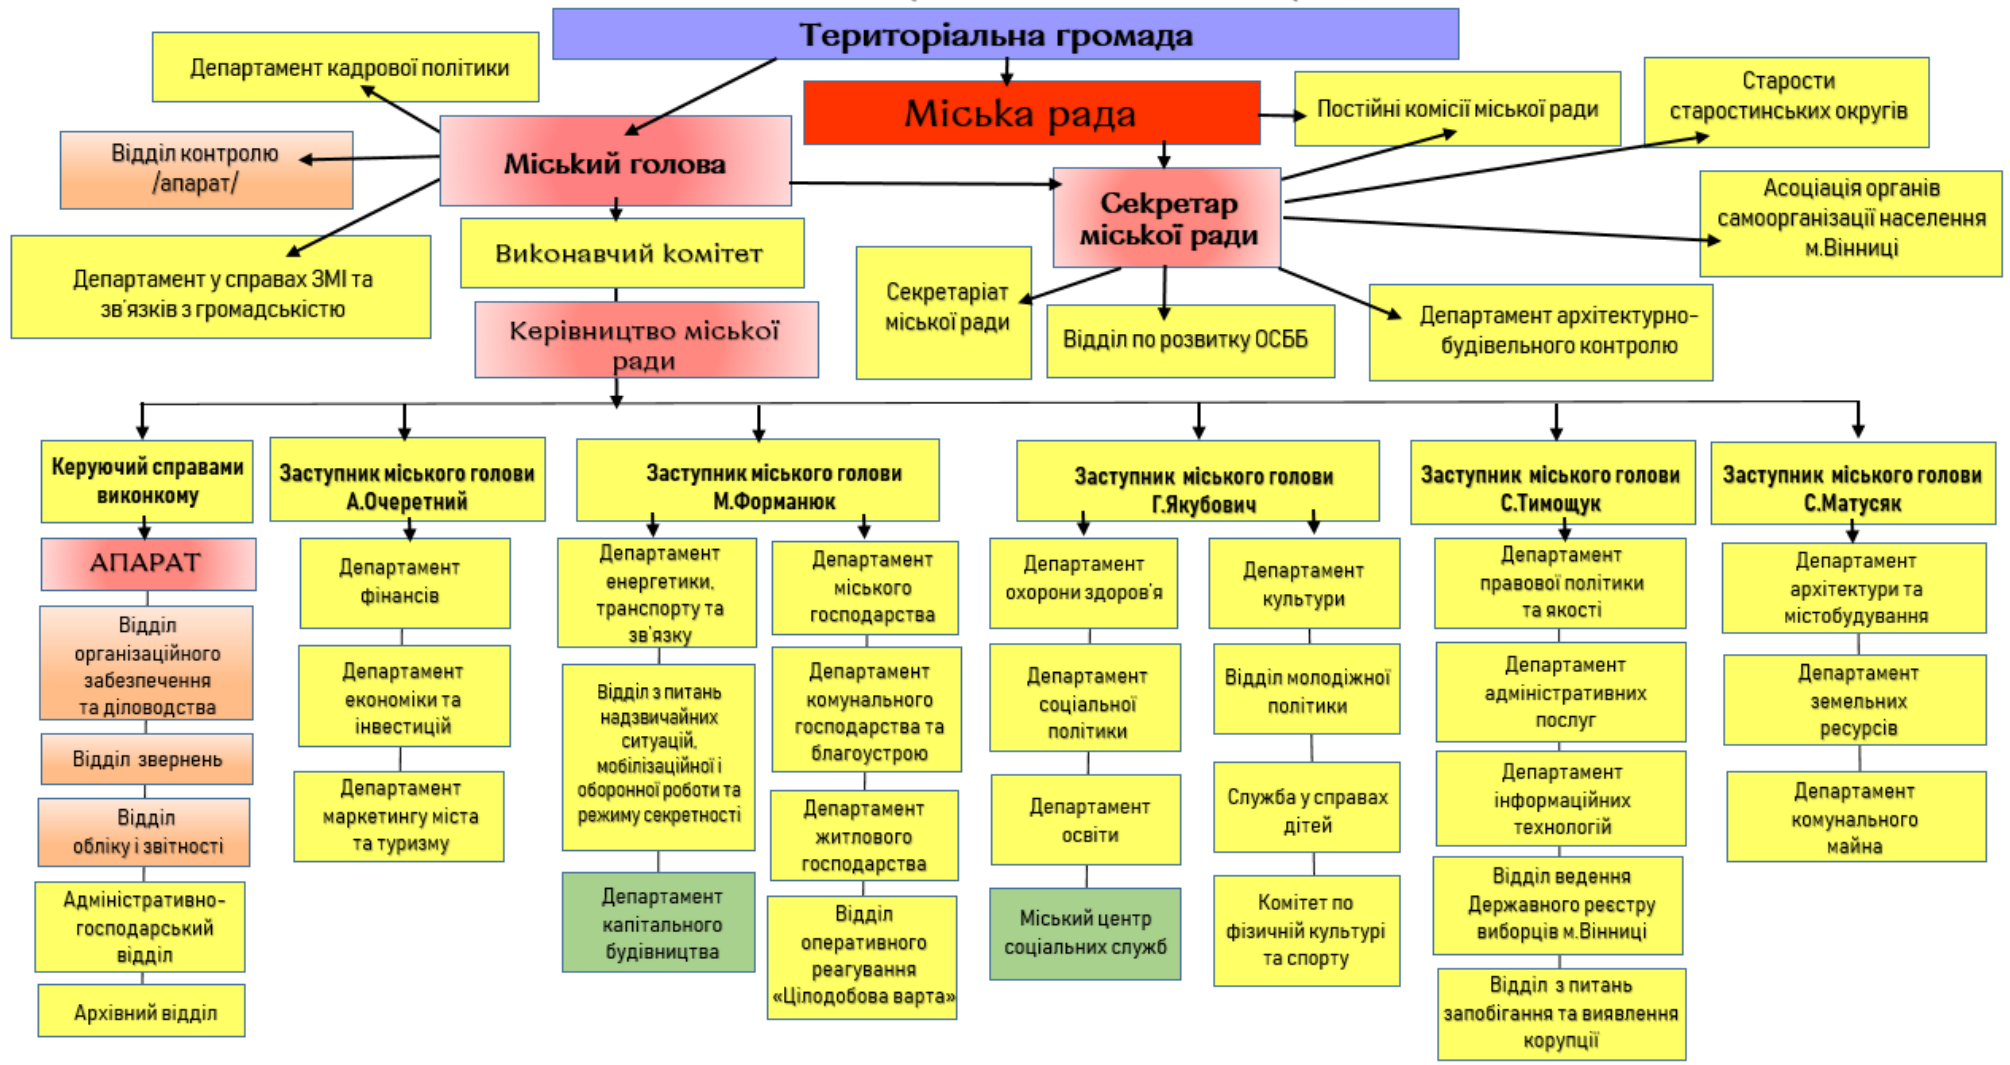 Територіальна громада
Департамент кадрової політики
Міська рада
Постійні комісії міської ради
Старости
старостинських округів
Відділ контролю
/апарат/
Міський голова
Секретар
міської ради
Асоціація органів
самоорганізації населення
м.Вінниці
Департамент у справах ЗМІ та
зв'язків з громадськістю
Виконавчий комітет
Секретаріат
міської ради
Відділ по розвитку ОСББ
Департамент архітектурно-
будівельного контролю
Керівництво міської
ради
Керуючий справами
виконкому
Заступник міського голови
А.Очеретний
Заступник міського голови
М.Форманюк
Заступник міського голови
Г.Якубович
Заступник міського голови
С.Тимощук
Заступник міського голови
С.Матусяк
АПАРАТ
Відділ
організаційного
забезпечення
та діловодства
Відділ звернень
Відділ
обліку і звітності
Адміністративно-
господарський
відділ
Архівний відділ
Департамент
фінансів
Департамент
економіки та
інвестицій
Департамент
маркетингу міста
та туризму
Департамент
енергетики,
транспорту та
зв'язку
Відділ з питань
надзвичайних
ситуацій,
мобілізаційної і
оборонної роботи та
режиму секретності
Департамент
капітального
будівництва
Департамент
міського
господарства
Департамент
комунального
господарства та
благоустрою
Департамент
житлового
господарства
Відділ
оперативного
реагування
«Цілодобова варта»
Департамент
охорони здоров'я
Департамент
соціальної
політики
Департамент
освіти
Міський центр
соціальних служб
Департамент
культури
Відділ молодіжної
політики
Служба у справах
дітей
Комітет по
фізичній культурі
та спорту
Департамент
правової політики
та якості
Департамент
адміністративних
послуг
Департамент
інформаційних
технологій
Відділ ведення
Державного реєстру
виборців м.Вінниці
Відділ з питань
запобігання та виявлення
корупції
Департамент
архітектури та
містобудування
Департамент
земельних
ресурсів
Департамент
комунального
майна